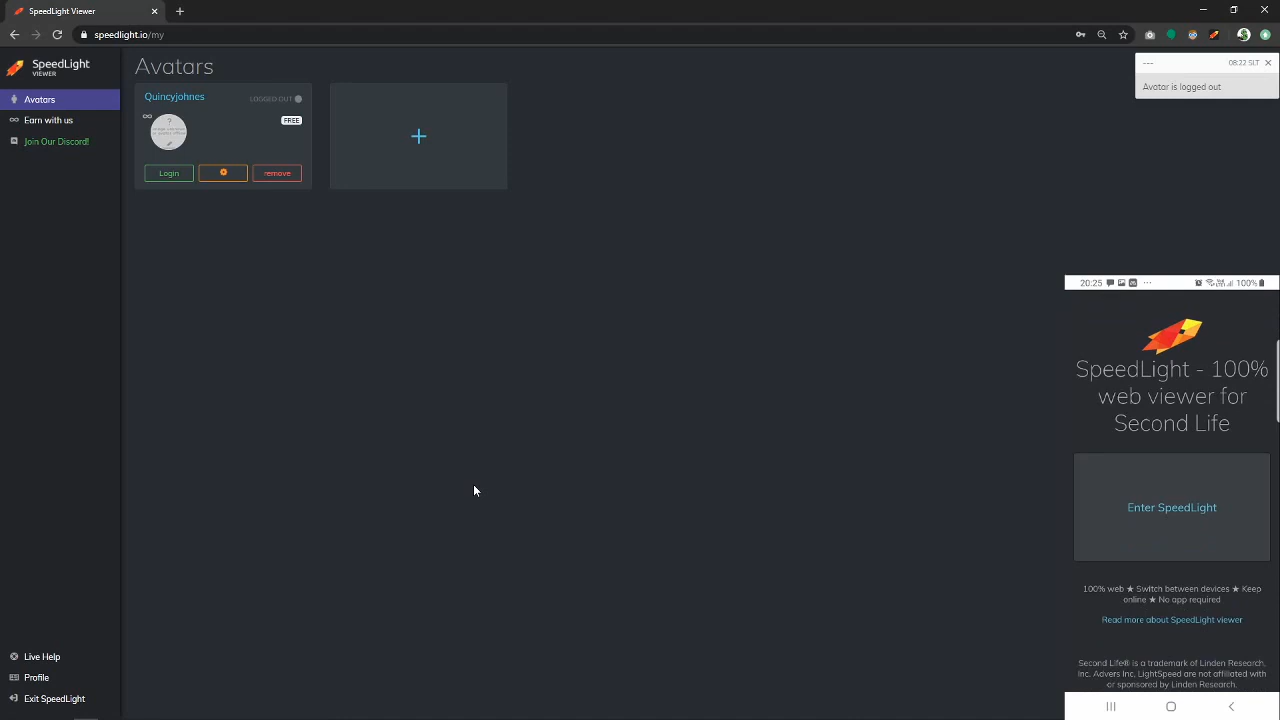 SpeedLight Viewer
speedlight.io/my
SpeedLight
VIEWER
Avatars
Earn with us
Join Our Discord!
Live Help
Profile
Exit SpeedLight
Avatars
Quincyjohnes
LOGGED OUT
FREE
Login
remove
+
---
08:22 SLT
Avatar is logged out
20:25
100%
SpeedLight - 100%
web viewer for
Second Life
Enter SpeedLight
100% web ★ Switch between devices ★ Keep
online ★ No app required
Read more about SpeedLight viewer
Second Life® is a trademark of Linden Research,
Inc. Advers Inc, LightSpeed are not affiliated with
or sponsored by Linden Research.